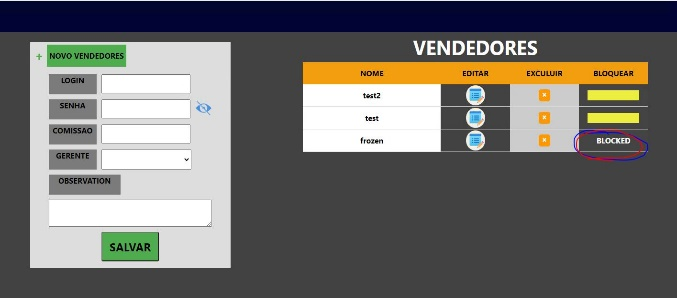 VENDEDORES
+ NOVO VENDEDORES
LOGIN
SENHA
COMISSAO
GERENTE
OBSERVATION
SALVAR
NOME EDITAR EXCULUIR BLOQUEAR
test2
test
frozen BLOCKED